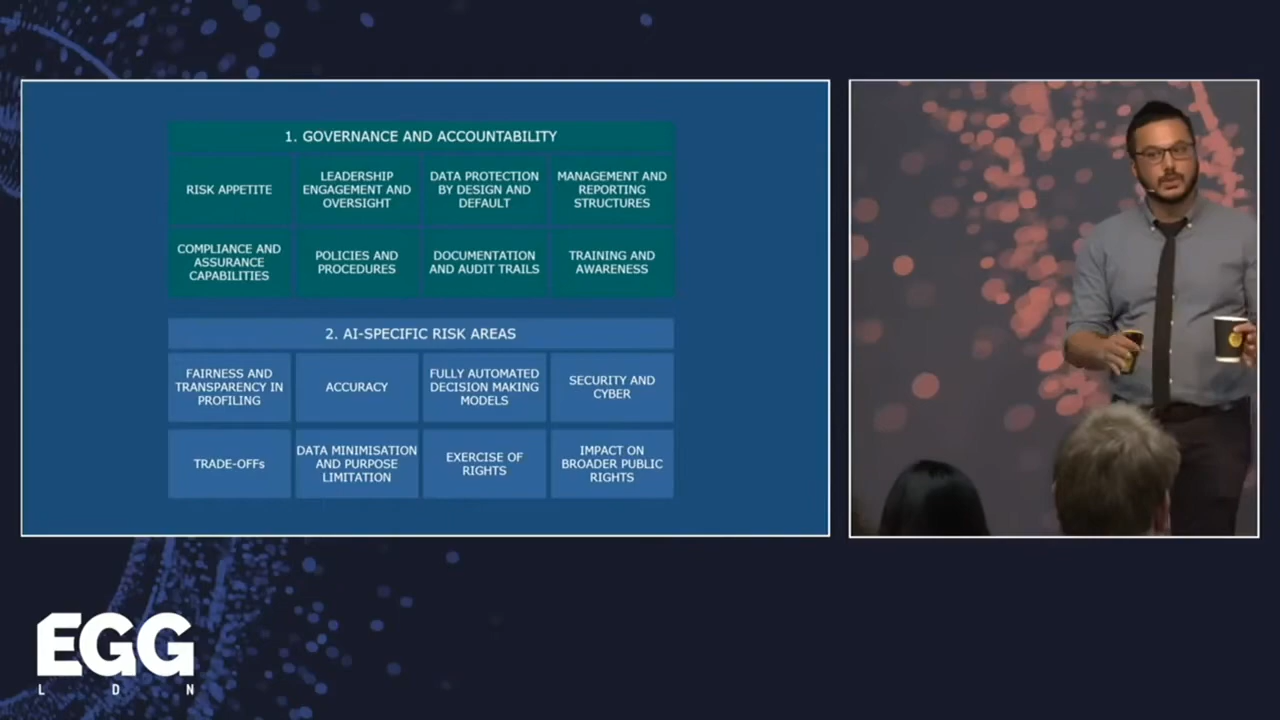 1. GOVERNANCE AND ACCOUNTABILITY
RISK APPETITE
LEADERSHIP
ENGAGEMENT AND
OVERSIGHT
DATA PROTECTION
BY DESIGN AND
DEFAULT
MANAGEMENT AND
REPORTING
STRUCTURES
COMPLIANCE AND
ASSURANCE
CAPABILITIES
POLICIES AND
PROCEDURES
DOCUMENTATION
AND AUDIT TRAILS
TRAINING AND
AWARENESS
2. AI-SPECIFIC RISK AREAS
FAIRNESS AND
TRANSPARENCY IN
PROFILING
ACCURACY
FULLY AUTOMATED
DECISION MAKING
MODELS
SECURITY AND
CYBER
TRADE-OFFs
DATA MINIMISATION
AND PURPOSE
LIMITATION
EXERCISE OF
RIGHTS
IMPACT ON
BROADER PUBLIC
RIGHTS
EGG
LDN